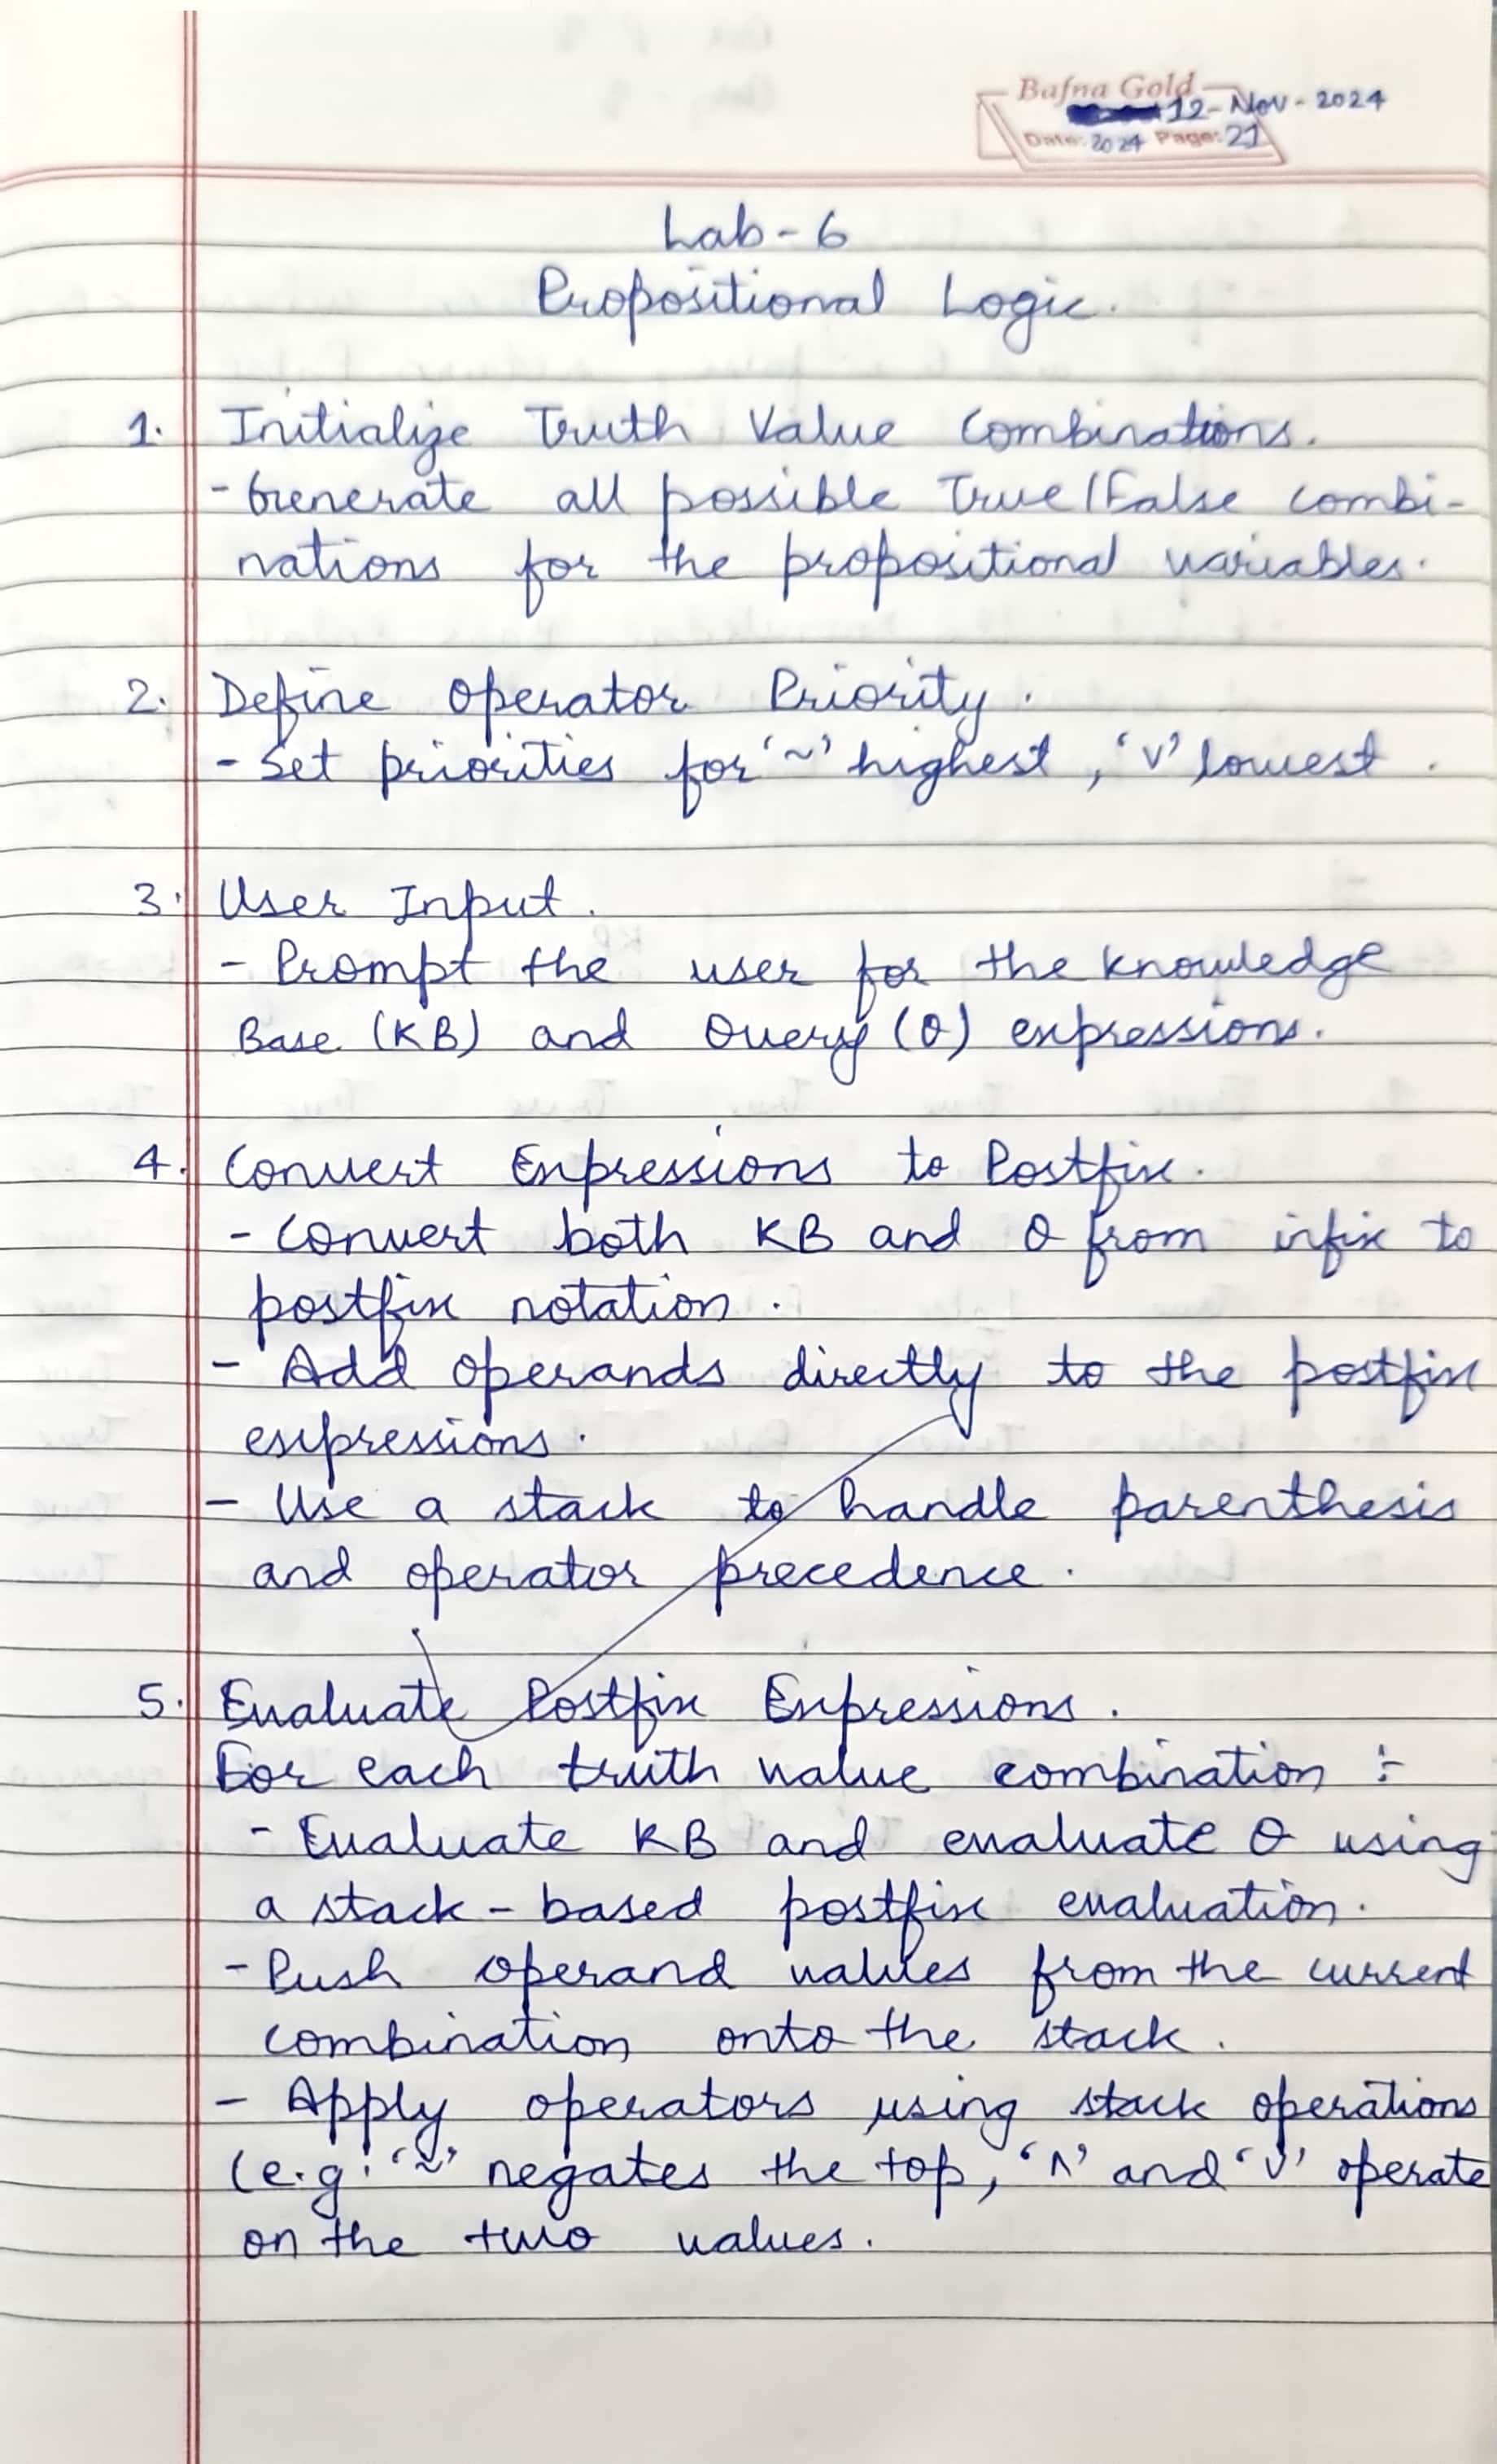 Bafna Gold
12-Nov-2024
Date: 2024 Page: 21
Lab-6
Propositional Logic.
1. Initialize Truth Value Combinations.
- Generate all possible True/False combi-
nations for the propositional variables.
2. Define Operator Priority.
- Set priorities for '~' highest, 'v' lowest.
3. User Input.
- Prompt the user for the knowledge
Base (KB) and Query (Q) expressions.
4. Convert Expressions to Postfix.
- Convert both KB and Q from infix to
postfix notation.
- Add operands directly to the postfix
expressions.
- Use a stack to handle parenthesis
and operator precedence.
5. Evaluate Postfix Expressions.
For each truth value combination :-
- Evaluate KB and evaluate Q using
a stack-based postfix evaluation.
- Push operand values from the current
combination onto the stack.
- Apply operators using stack operations
(e.g: '~' negates the top, '∧' and 'v' operate
on the two values.